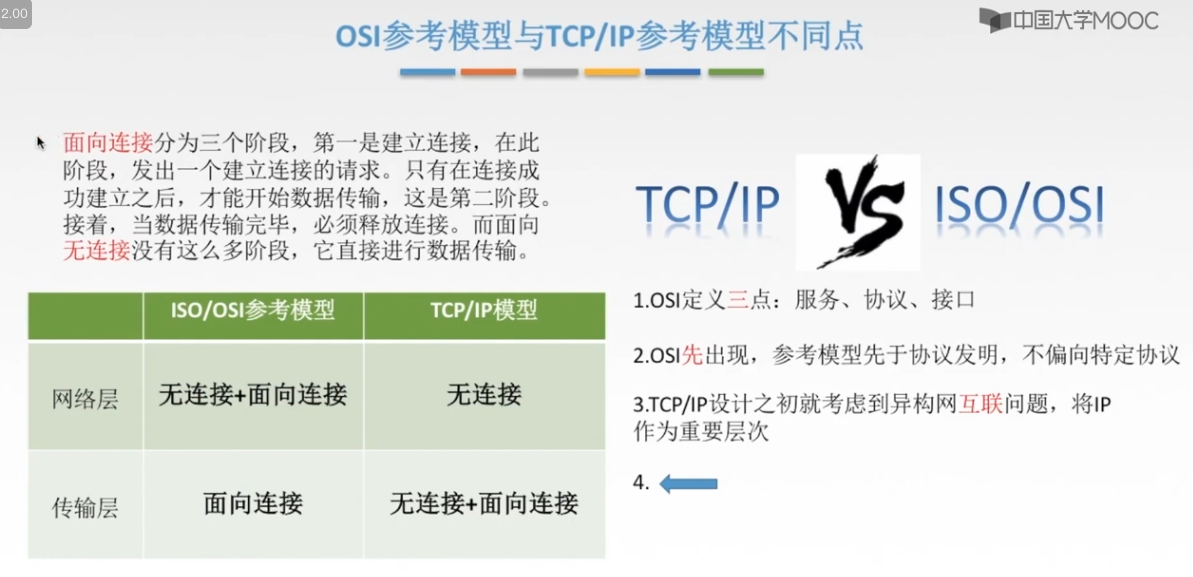 2.00
中国大学MOOC
OSI参考模型与TCP/IP参考模型不同点
面向连接分为三个阶段，第一是建立连接，在此
阶段，发出一个建立连接的请求。只有在连接成
功建立之后，才能开始数据传输，这是第二阶段。
接着，当数据传输完毕，必须释放连接。而面向
无连接没有这么多阶段，它直接进行数据传输。
ISO/OSI参考模型 TCP/IP模型
网络层 无连接+面向连接 无连接
传输层 面向连接 无连接+面向连接
TCP/IP VS ISO/OSI
1.OSI定义三点：服务、协议、接口
2.OSI先出现，参考模型先于协议发明，不偏向特定协议
3.TCP/IP设计之初就考虑到异构网互联问题，将IP
作为重要层次
4.